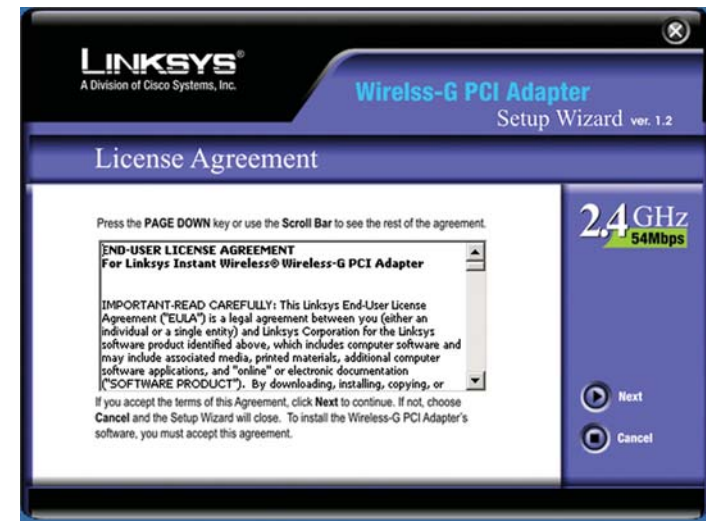 LINKSYS®
A Division of Cisco Systems, Inc.
Wirelss-G PCI Adapter
Setup Wizard ver. 1.2
License Agreement
Press the PAGE DOWN key or use the Scroll Bar to see the rest of the agreement.
END-USER LICENSE AGREEMENT
For Linksys Instant Wireless® Wireless-G PCI Adapter
IMPORTANT-READ CAREFULLY: This Linksys End-User License
Agreement ("EULA") is a legal agreement between you (either an
individual or a single entity) and Linksys Corporation for the Linksys
software product identified above, which includes computer software and
may include associated media, printed materials, additional computer
software applications, and "online" or electronic documentation
("SOFTWARE PRODUCT"). By downloading, installing, copying, or
If you accept the terms of this Agreement, click Next to continue. If not, choose
Cancel and the Setup Wizard will close. To install the Wireless-G PCI Adapter's
software, you must accept this agreement.
2.4 GHz
54Mbps
Next
Cancel